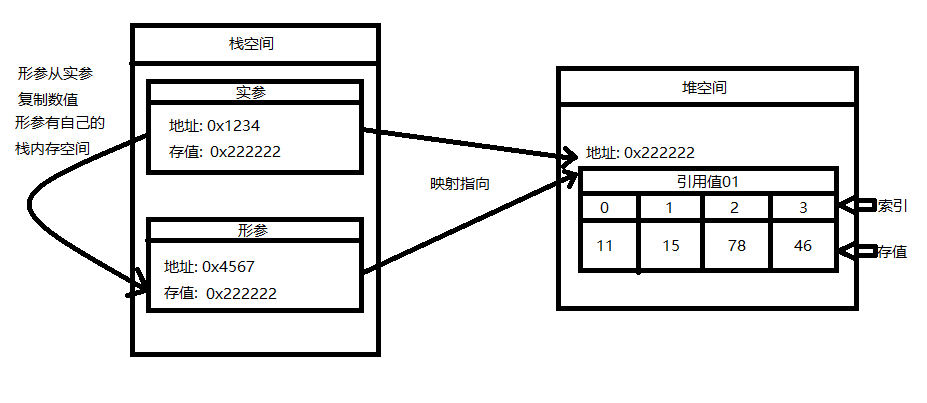 栈空间
形参从实参
复制数值
形参有自己的
栈内存空间
实参
地址: 0x1234
存值: 0x222222
形参
地址: 0x4567
存值: 0x222222
映射指向
堆空间
地址: 0x222222
引用值01
0 1 2 3
索引
11 15 78 46
存值